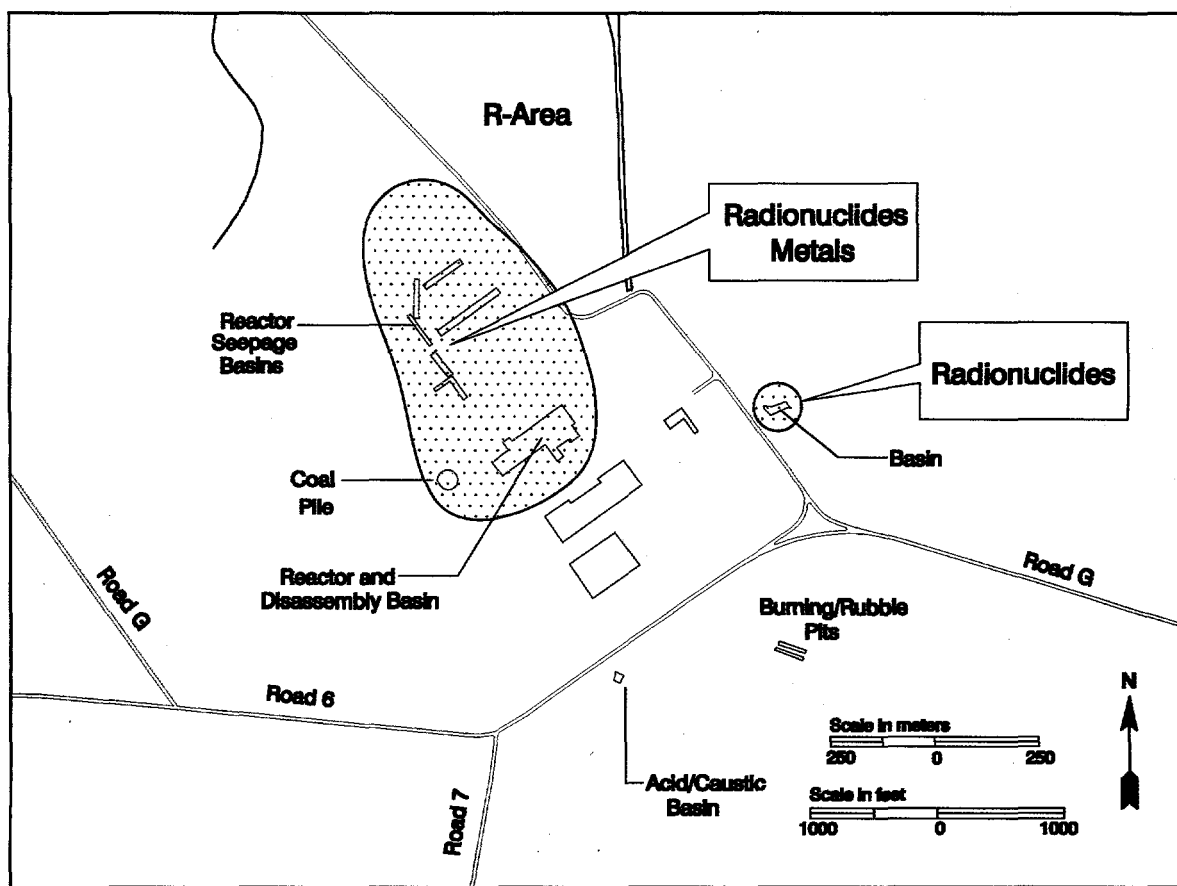 R-Area
Radionuclides
Metals
Reactor
Seepage
Basins
Radionuclides
Basin
Coal
Pile
Reactor and
Disassembly Basin
Road G
Road G
Burning/Rubble
Pits
Road 6
N
Scale in meters
250 0 250
Acid/Caustic
Basin
Scale in feet
1000 0 1000
Road 7